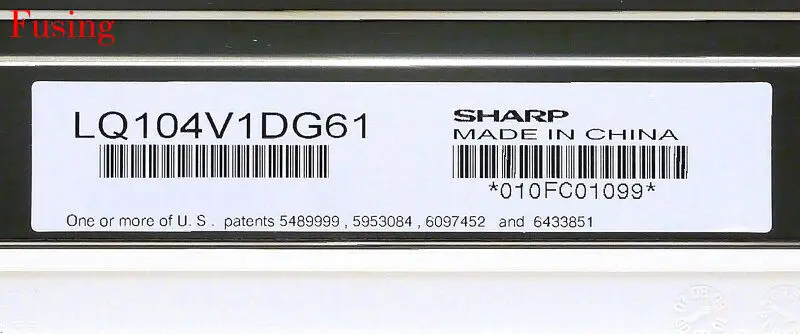 Fusing
LQ104V1DG61
SHARP
MADE IN CHINA
*010FC01099*
One or more of U. S. patents 5489999 , 5953084 , 6097452 and 6433851